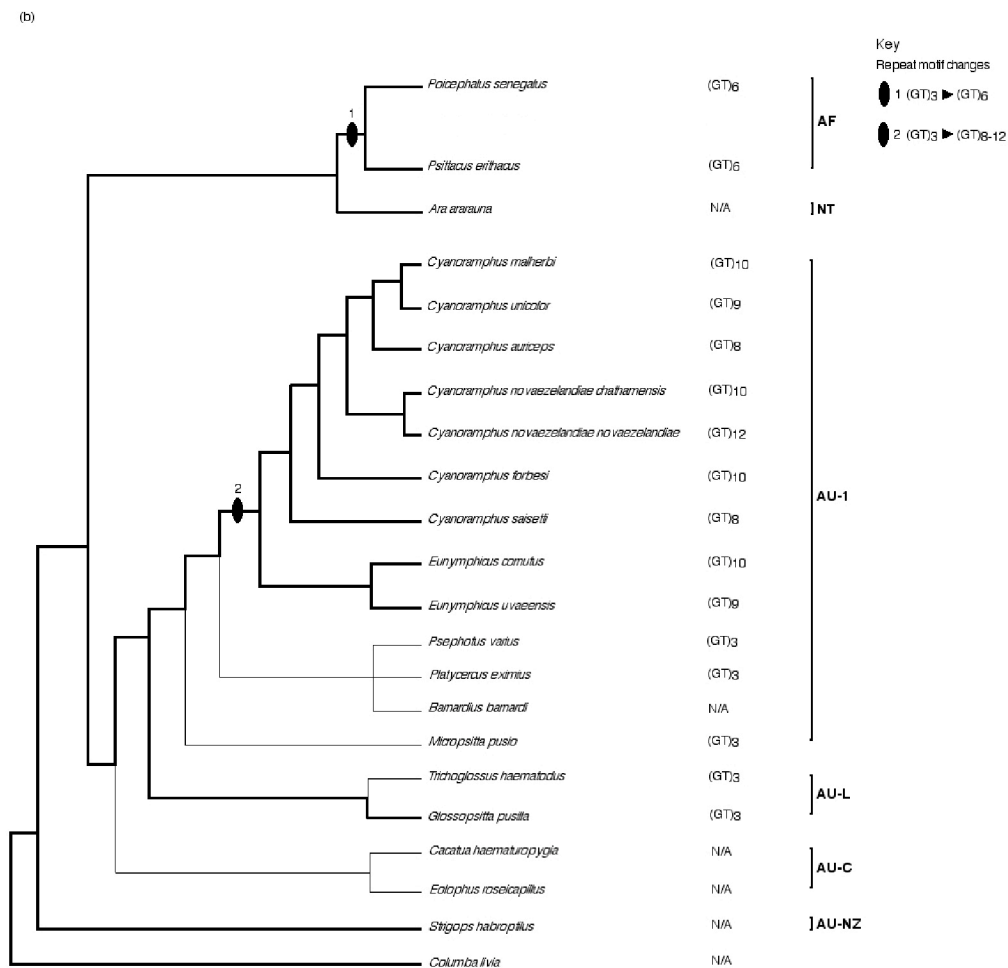 (b)
Key
Repeat motif changes
1 (GT)3 ► (GT)6
2 (GT)3 ► (GT)8-12
1
Poicephalus senegalus (GT)6
AF
Psittacus erithacus (GT)6
Ara ararauna N/A NT
Cyanoramphus malherbi (GT)10
Cyanoramphus unicolor (GT)9
Cyanoramphus auriceps (GT)8
Cyanoramphus novaezelandiae chathamensis (GT)10
Cyanoramphus novaezelandiae novaezelandiae (GT)12
Cyanoramphus forbesi (GT)10
2
AU-1
Cyanoramphus saisetti (GT)8
Eunymphicus cornutus (GT)10
Eunymphicus uvaeensis (GT)9
Psephotus varius (GT)3
Platycercus eximius (GT)3
Barnardius barnardi N/A
Micropsitta pusio (GT)3
Trichoglossus haematodus (GT)3
AU-L
Glossopsitta pusilla (GT)3
Cacatua haematuropygia N/A
AU-C
Eolophus roseicapillus N/A
Strigops habroptilus N/A AU-NZ
Columba livia N/A